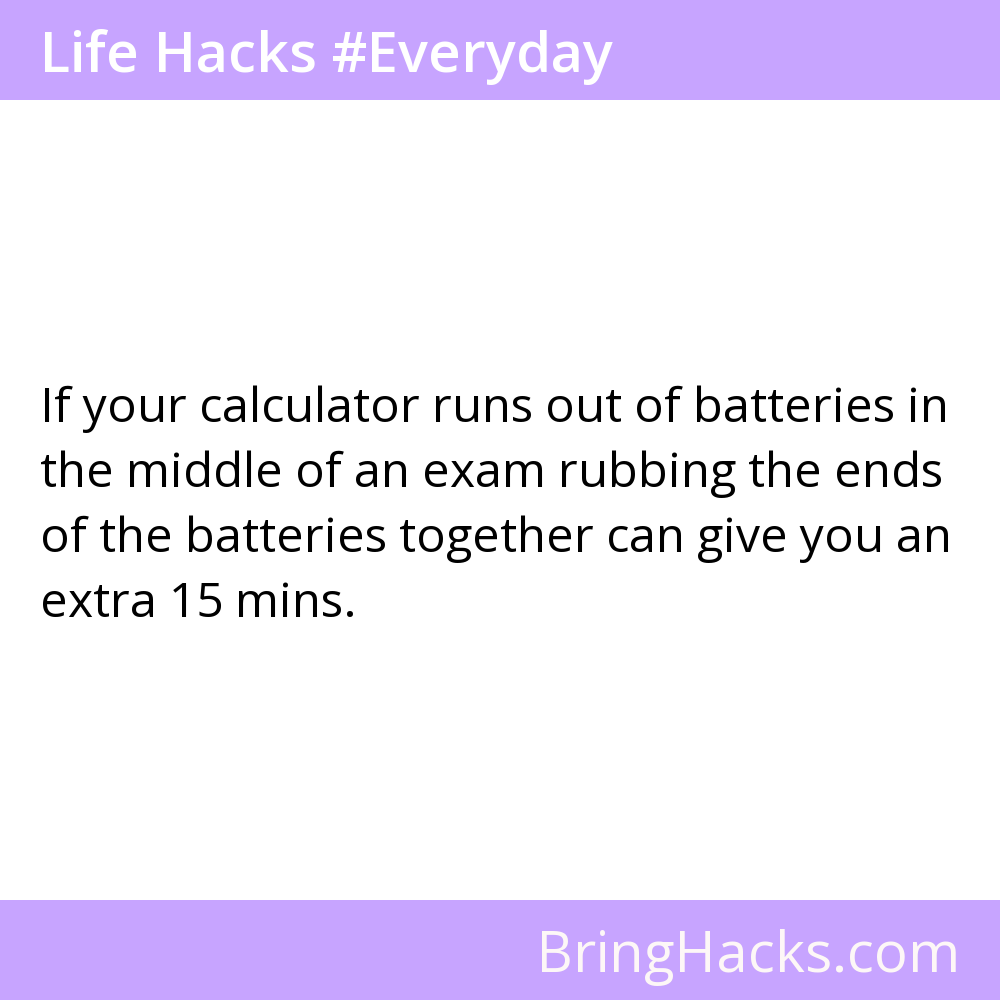 Life Hacks #Everyday
If your calculator runs out of batteries in
the middle of an exam rubbing the ends
of the batteries together can give you an
extra 15 mins.
BringHacks.com